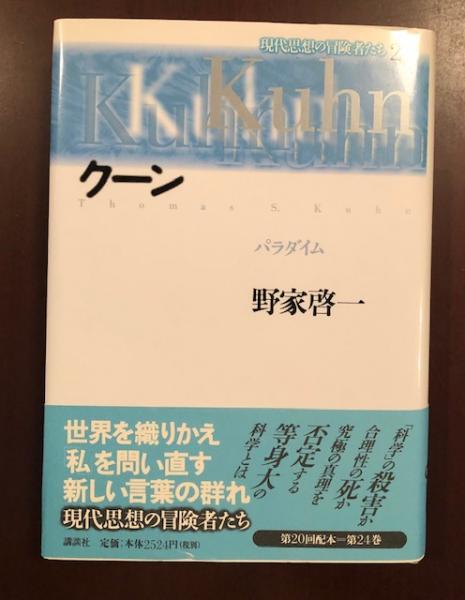 現代思想の冒険者たち
Kuhn
クーン
Thomas S. Kuhn
パラダイム
野家啓一
世界を織りかえ
「私」を問い直す
新しい言葉の群れ
現代思想の冒険者たち
講談社 定価:本体2524円(税別)
「科学」の殺害か
合理性の死か
究極の真理を
否定する
等身大の
科学とは
第20回配本=第24巻